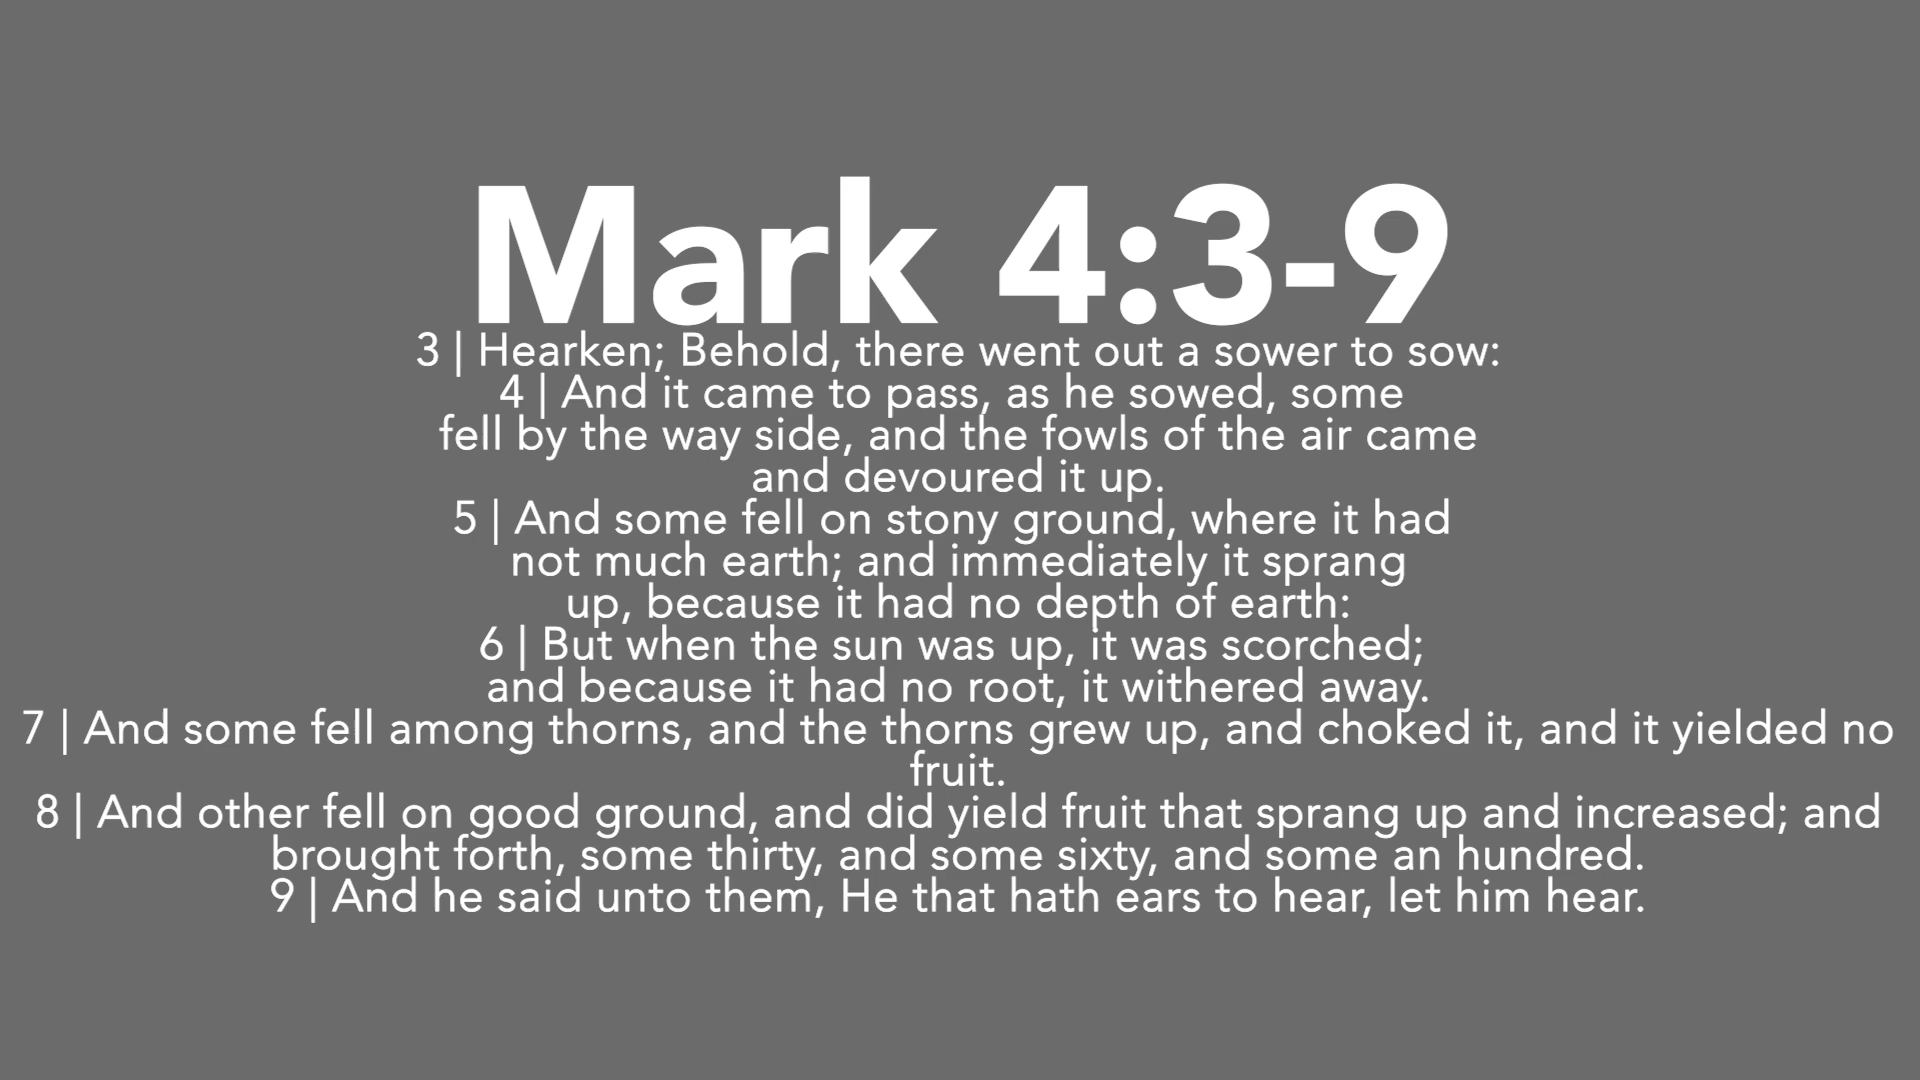 Mark 4:3-9
3 | Hearken; Behold, there went out a sower to sow:
4 | And it came to pass, as he sowed, some
fell by the way side, and the fowls of the air came
and devoured it up.
5 | And some fell on stony ground, where it had
not much earth; and immediately it sprang
up, because it had no depth of earth:
6 | But when the sun was up, it was scorched;
and because it had no root, it withered away.
7 | And some fell among thorns, and the thorns grew up, and choked it, and it yielded no
fruit.
8 | And other fell on good ground, and did yield fruit that sprang up and increased; and
brought forth, some thirty, and some sixty, and some an hundred.
9 | And he said unto them, He that hath ears to hear, let him hear.